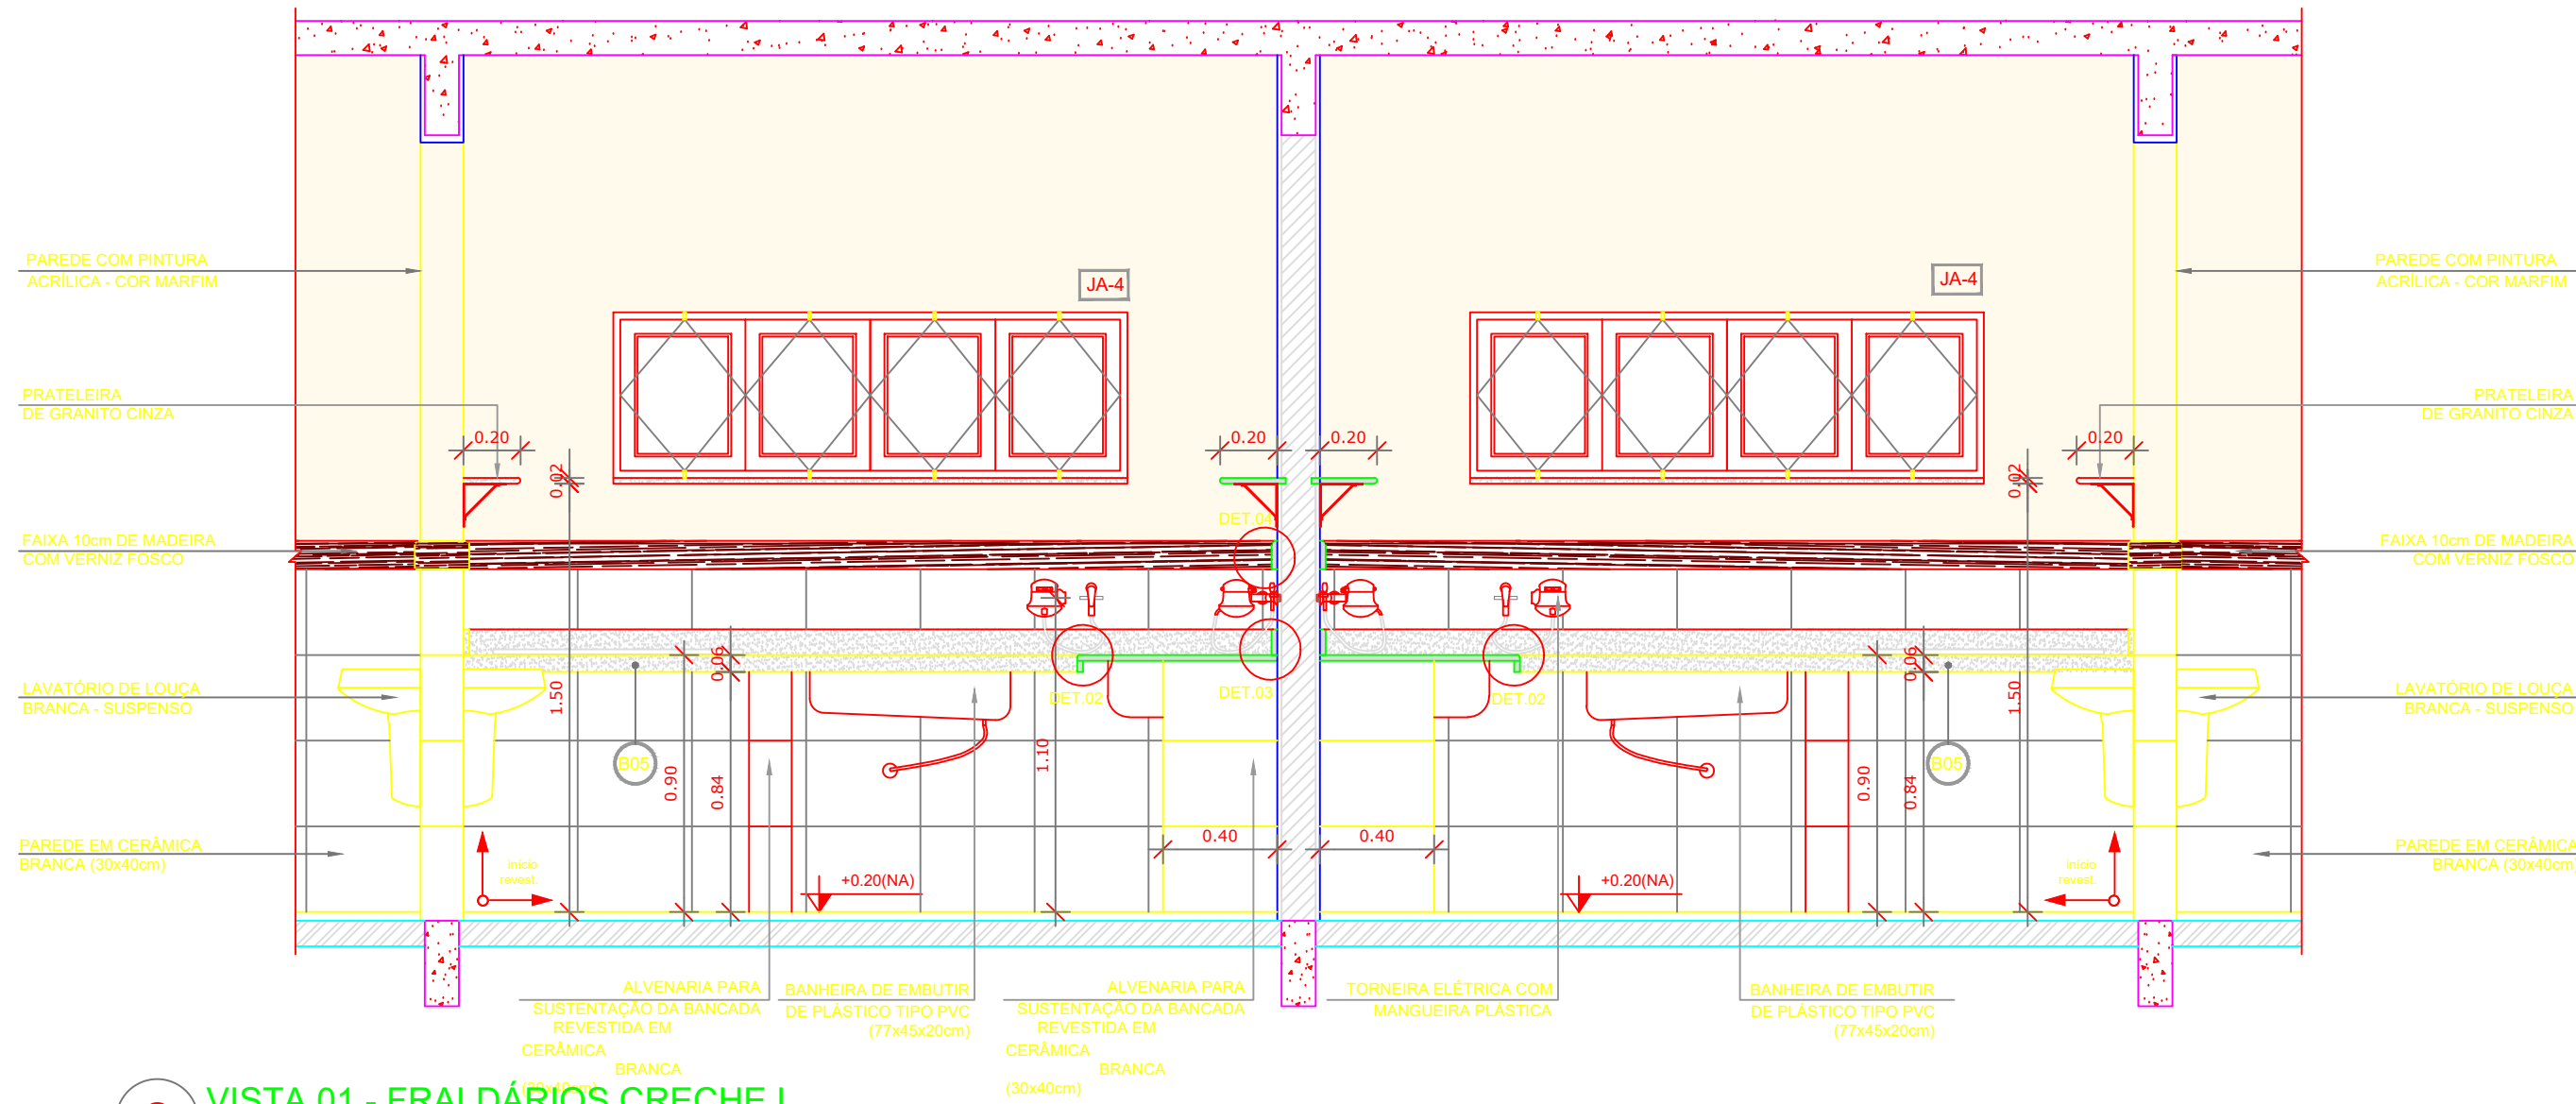 PAREDE COM PINTURA
ACRÍLICA - COR MARFIM
PRATELEIRA
DE GRANITO CINZA
FAIXA 10cm DE MADEIRA
COM VERNIZ FOSCO
LAVATÓRIO DE LOUÇA
BRANCA - SUSPENSO
PAREDE EM CERÂMICA
BRANCA (30x40cm)
JA-4
0.20
0.02
0.20
0.20
DET.04
0.06
1.50
B05
0.90
0.84
1.10
DET.02
DET.03
DET.02
0.40
0.40
início
revest.
+0.20(NA)
JA-4
0.20
0.02
0.06
1.50
B05
0.90
0.84
+0.20(NA)
início
revest.
PAREDE COM PINTURA
ACRÍLICA - COR MARFIM
PRATELEIRA
DE GRANITO CINZA
FAIXA 10cm DE MADEIRA
COM VERNIZ FOSCO
LAVATÓRIO DE LOUÇA
BRANCA - SUSPENSO
PAREDE EM CERÂMICA
BRANCA (30x40cm)
ALVENARIA PARA
SUSTENTAÇÃO DA BANCADA
REVESTIDA EM
CERÂMICA
BRANCA
(30x40cm)
BANHEIRA DE EMBUTIR
DE PLÁSTICO TIPO PVC
(77x45x20cm)
ALVENARIA PARA
SUSTENTAÇÃO DA BANCADA
REVESTIDA EM
CERÂMICA
BRANCA
(30x40cm)
TORNEIRA ELÉTRICA COM
MANGUEIRA PLÁSTICA
BANHEIRA DE EMBUTIR
DE PLÁSTICO TIPO PVC
(77x45x20cm)
VISTA 01 - FRALDÁRIOS CRECHE I